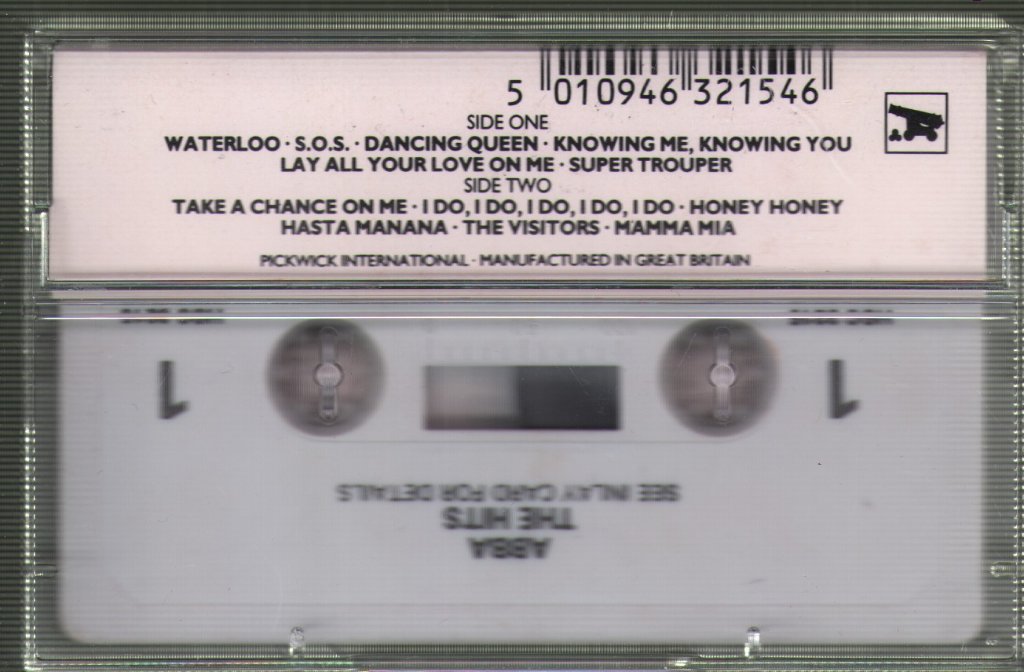 5 010946 321546
SIDE ONE
WATERLOO · S.O.S. · DANCING QUEEN · KNOWING ME, KNOWING YOU
LAY ALL YOUR LOVE ON ME · SUPER TROUPER
SIDE TWO
TAKE A CHANCE ON ME · I DO, I DO, I DO, I DO, I DO · HONEY HONEY
HASTA MANANA · THE VISITORS · MAMMA MIA
PICKWICK INTERNATIONAL · MANUFACTURED IN GREAT BRITAIN
1 1
SEE INLAY CARD FOR DETAILS
THE HITS
ABBA